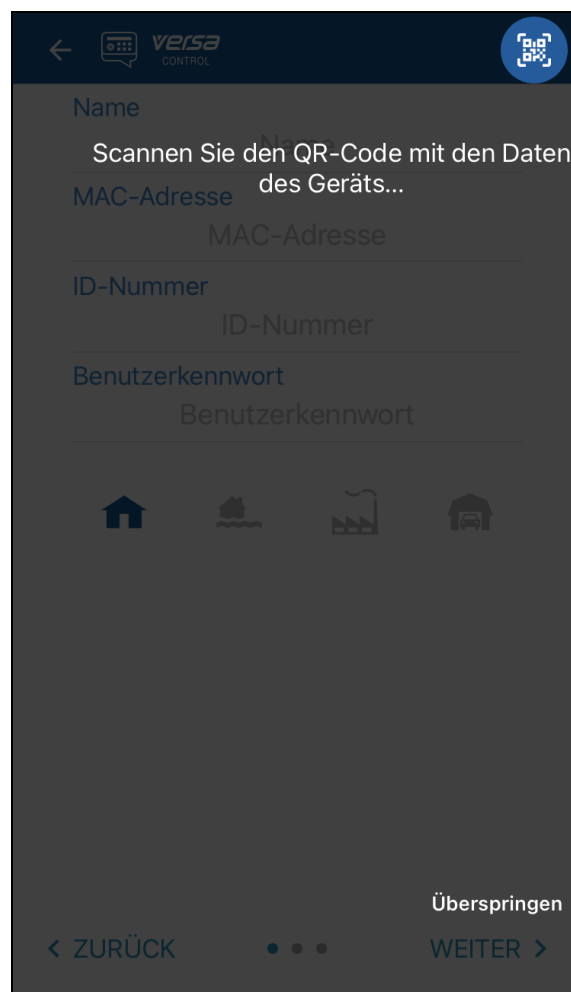 VERSA
CONTROL
Name
Name
Scannen Sie den QR-Code mit den Daten
des Geräts...
MAC-Adresse
MAC-Adresse
ID-Nummer
ID-Nummer
Benutzerkennwort
Benutzerkennwort
Überspringen
ZURÜCK
WEITER